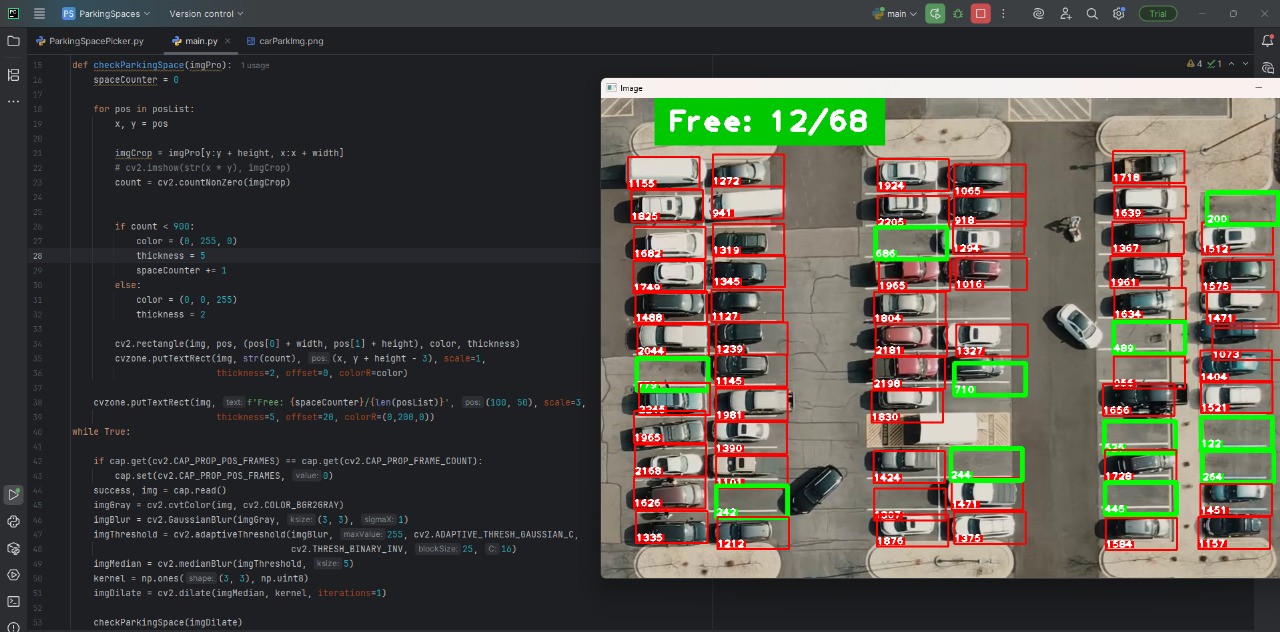 PC PS ParkingSpaces Version control main Trial
ParkingSpacePicker.py main.py carParkImg.png
15 def checkParkingSpace(imgPro): 1 usage
16 spaceCounter = 0
17
18 for pos in posList:
19 x, y = pos
20
21 imgCrop = imgPro[y:y + height, x:x + width]
22 # cv2.imshow(str(x * y), imgCrop)
23 count = cv2.countNonZero(imgCrop)
24
25
26 if count < 900:
27 color = (0, 255, 0)
28 thickness = 5
29 spaceCounter += 1
30 else:
31 color = (0, 0, 255)
32 thickness = 2
33
34 cv2.rectangle(img, pos, (pos[0] + width, pos[1] + height), color, thickness)
35 cvzone.putTextRect(img, str(count), pos: (x, y + height - 3), scale=1,
36 thickness=2, offset=0, colorR=color)
37
38 cvzone.putTextRect(img, text: f'Free: {spaceCounter}/{len(posList)}', pos: (100, 50), scale=3,
39 thickness=5, offset=20, colorR=(0,200,0))
40 while True:
41
42 if cap.get(cv2.CAP_PROP_POS_FRAMES) == cap.get(cv2.CAP_PROP_FRAME_COUNT):
43 cap.set(cv2.CAP_PROP_POS_FRAMES, value: 0)
44 success, img = cap.read()
45 imgGray = cv2.cvtColor(img, cv2.COLOR_BGR2GRAY)
46 imgBlur = cv2.GaussianBlur(imgGray, ksize: (3, 3), sigmaX: 1)
47 imgThreshold = cv2.adaptiveThreshold(imgBlur, maxValue: 255, cv2.ADAPTIVE_THRESH_GAUSSIAN_C,
48 cv2.THRESH_BINARY_INV, blockSize: 25, C: 16)
49 imgMedian = cv2.medianBlur(imgThreshold, ksize: 5)
50 kernel = np.ones( shape: (3, 3), np.uint8)
51 imgDilate = cv2.dilate(imgMedian, kernel, iterations=1)
52
53 checkParkingSpace(imgDilate)
4 1
Image
Free: 12/68
1155 1272 1924 1065 1718
1825 941 2205 918 1639 200
1682 1319 686 1294 1367 1512
1749 1345 1965 1016 1961 1575
1488 1127 1804 1634 1471
2044 1239 2181 1327 489 1073
1145 2198 710 1404
1981 1830 1656 1521
1965 1390 122
2168 1424 244 1728 264
1626 242 1471 445 1451
1335 1212 1876 1375 1584 1157